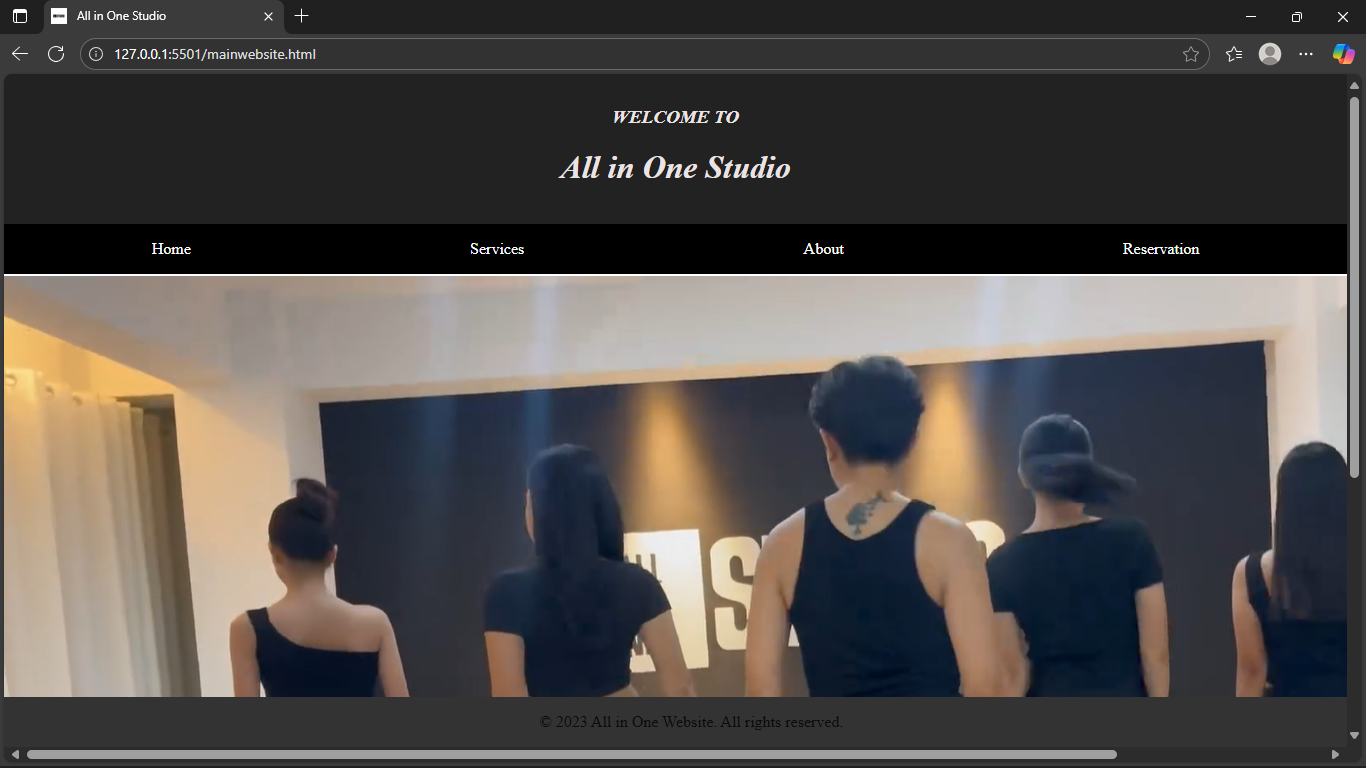 All in One Studio
127.0.0.1:5501/mainwebsite.html
WELCOME TO
All in One Studio
Home Services About Reservation
© 2023 All in One Website. All rights reserved.